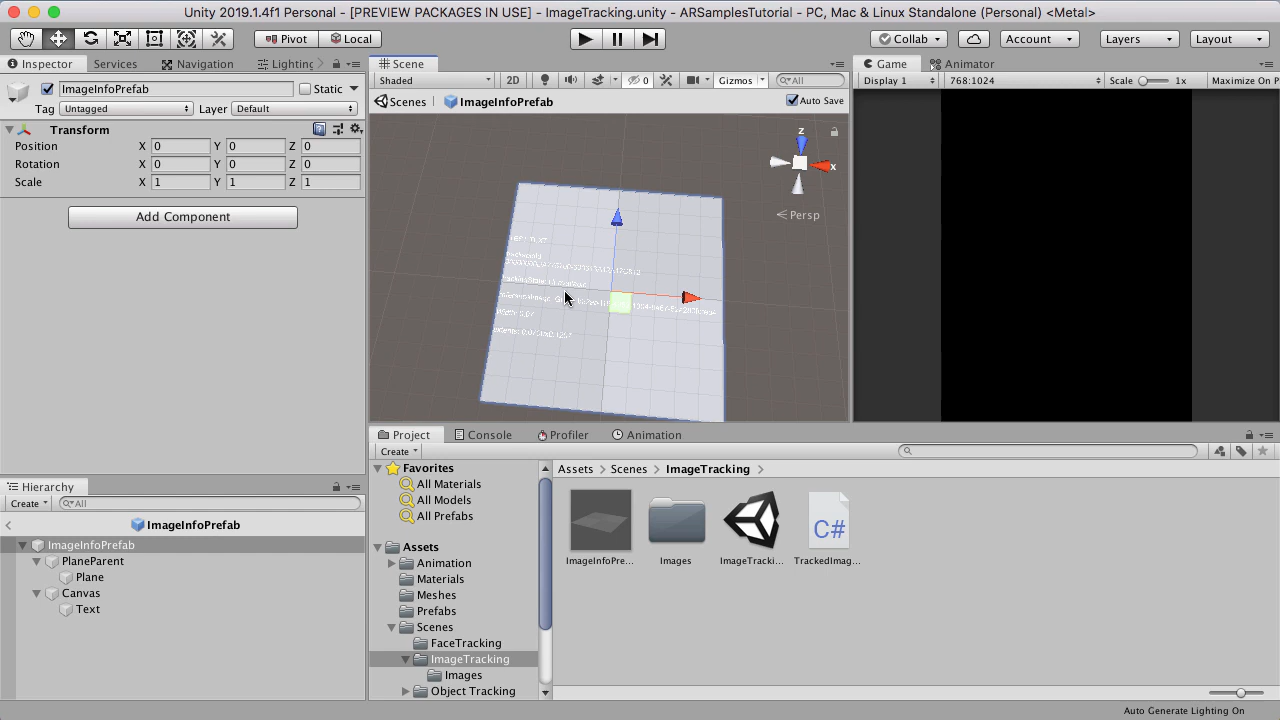 Unity 2019.1.4f1 Personal - [PREVIEW PACKAGES IN USE] - ImageTracking.unity - ARSamplesTutorial - PC, Mac & Linux Standalone (Personal) <Metal>
Pivot Local Collab Account Layers Layout
Inspector Services Navigation Lighting Scene Game Animator
ImageInfoPrefab Static
Shaded 2D 0 Gizmos All Display 1 768:1024 Scale 1x Maximize On P
Tag Untagged Layer Default
Scenes ImageInfoPrefab Auto Save
Transform
z
x
Persp
Position X 0 Y 0 Z 0
Rotation X 0 Y 0 Z 0
Scale X 1 Y 1 Z 1
Add Component
Project Console Profiler Animation
Create
Favorites
All Materials
All Models
All Prefabs
Assets
Animation
Materials
Meshes
Prefabs
Scenes
FaceTracking
ImageTracking
Images
Object Tracking
Assets Scenes ImageTracking
C#
ImageInfoPre... Images ImageTracki... TrackedImag...
Hierarchy
Create All
ImageInfoPrefab
ImageInfoPrefab
PlaneParent
Plane
Canvas
Text
Auto Generate Lighting On